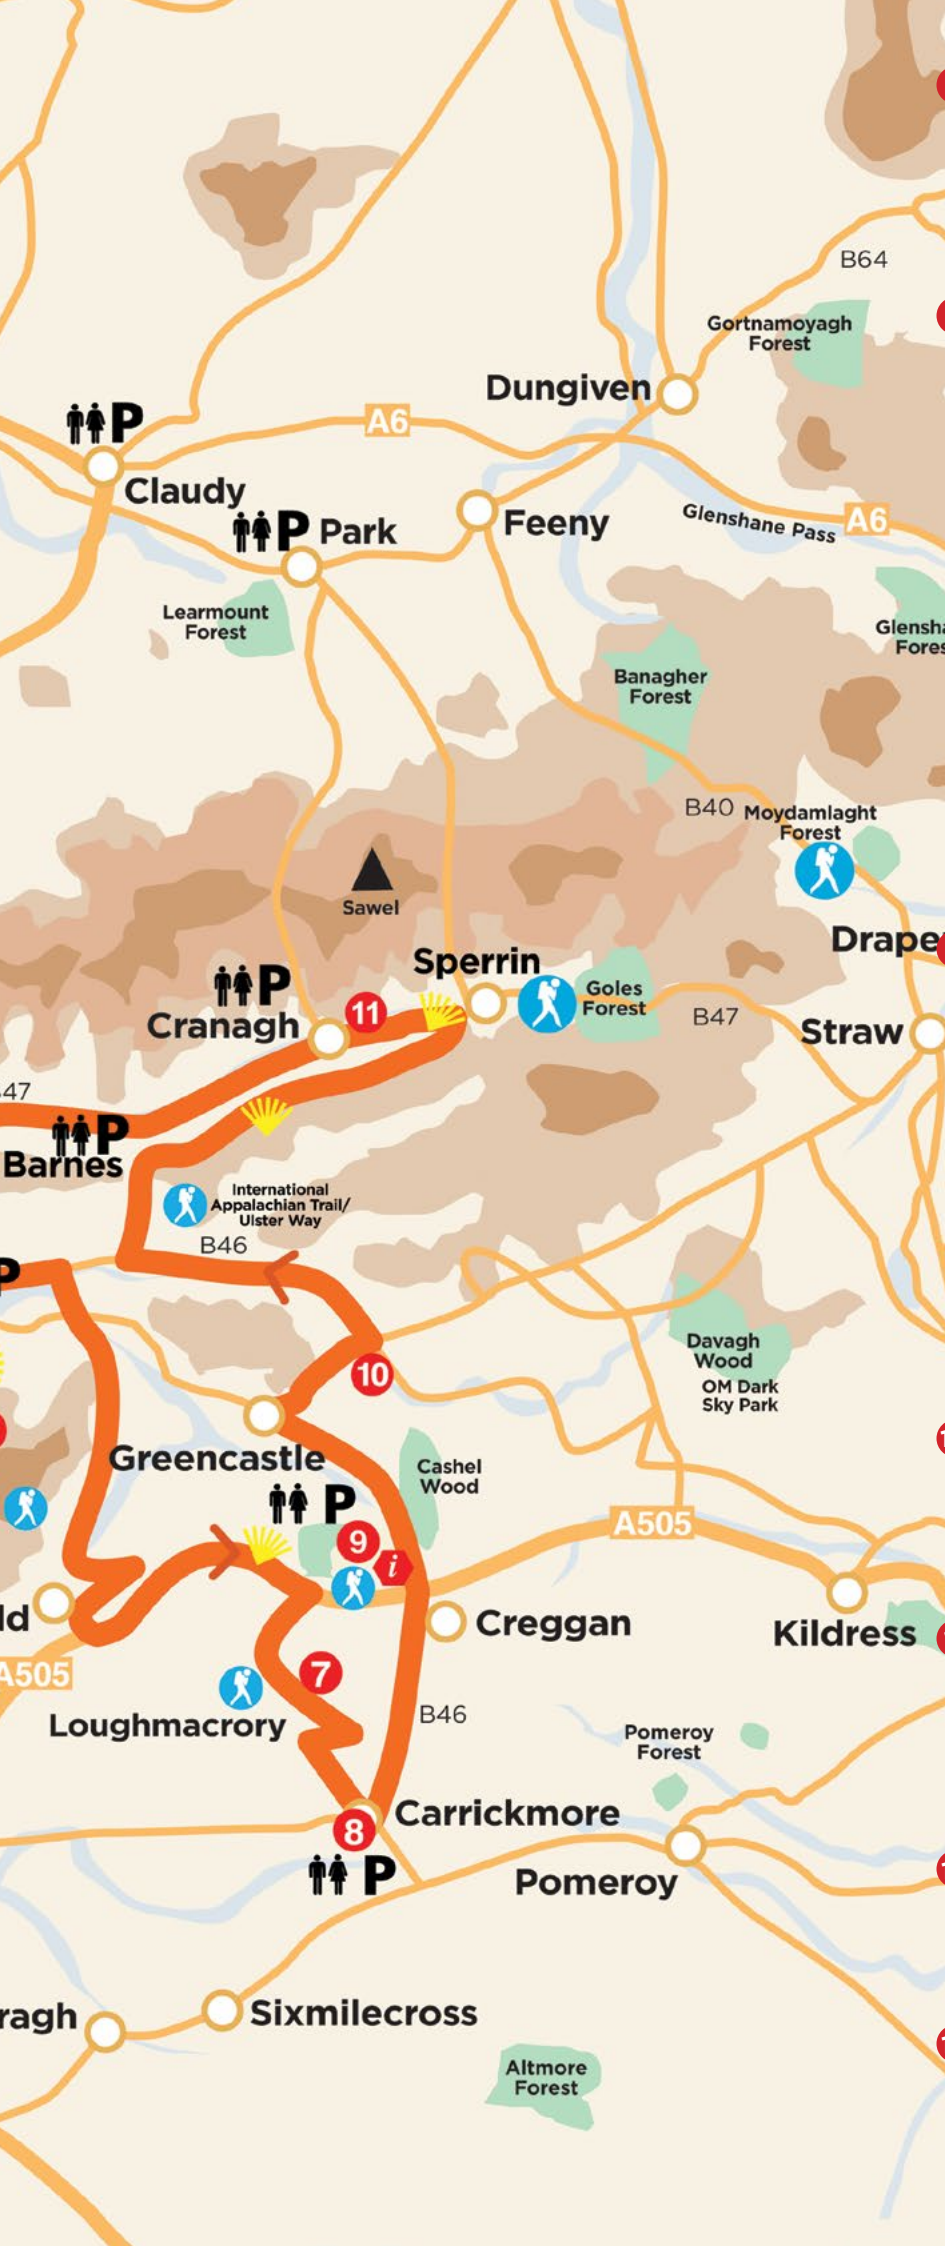 B64
Gortnamoyagh
Forest
Dungiven
A6
P
Claudy
P Park
Feeny
Glenshane Pass
A6
Learmount
Forest
Banagher
Forest
B40
Moydamlaght
Forest
Sawel
Sperrin
P
Goles
Forest
B47
Cranagh
11
Straw
47
P
Barnes
International
Appalachian Trail/
Ulster Way
B46
P
Davagh
Wood
OM Dark
Sky Park
10
Greencastle
Cashel
Wood
P
A505
9
i
Creggan
Kildress
A505
7
Loughmacrory
B46
Pomeroy
Forest
Carrickmore
8
P
Pomeroy
Sixmilecross
Altmore
Forest